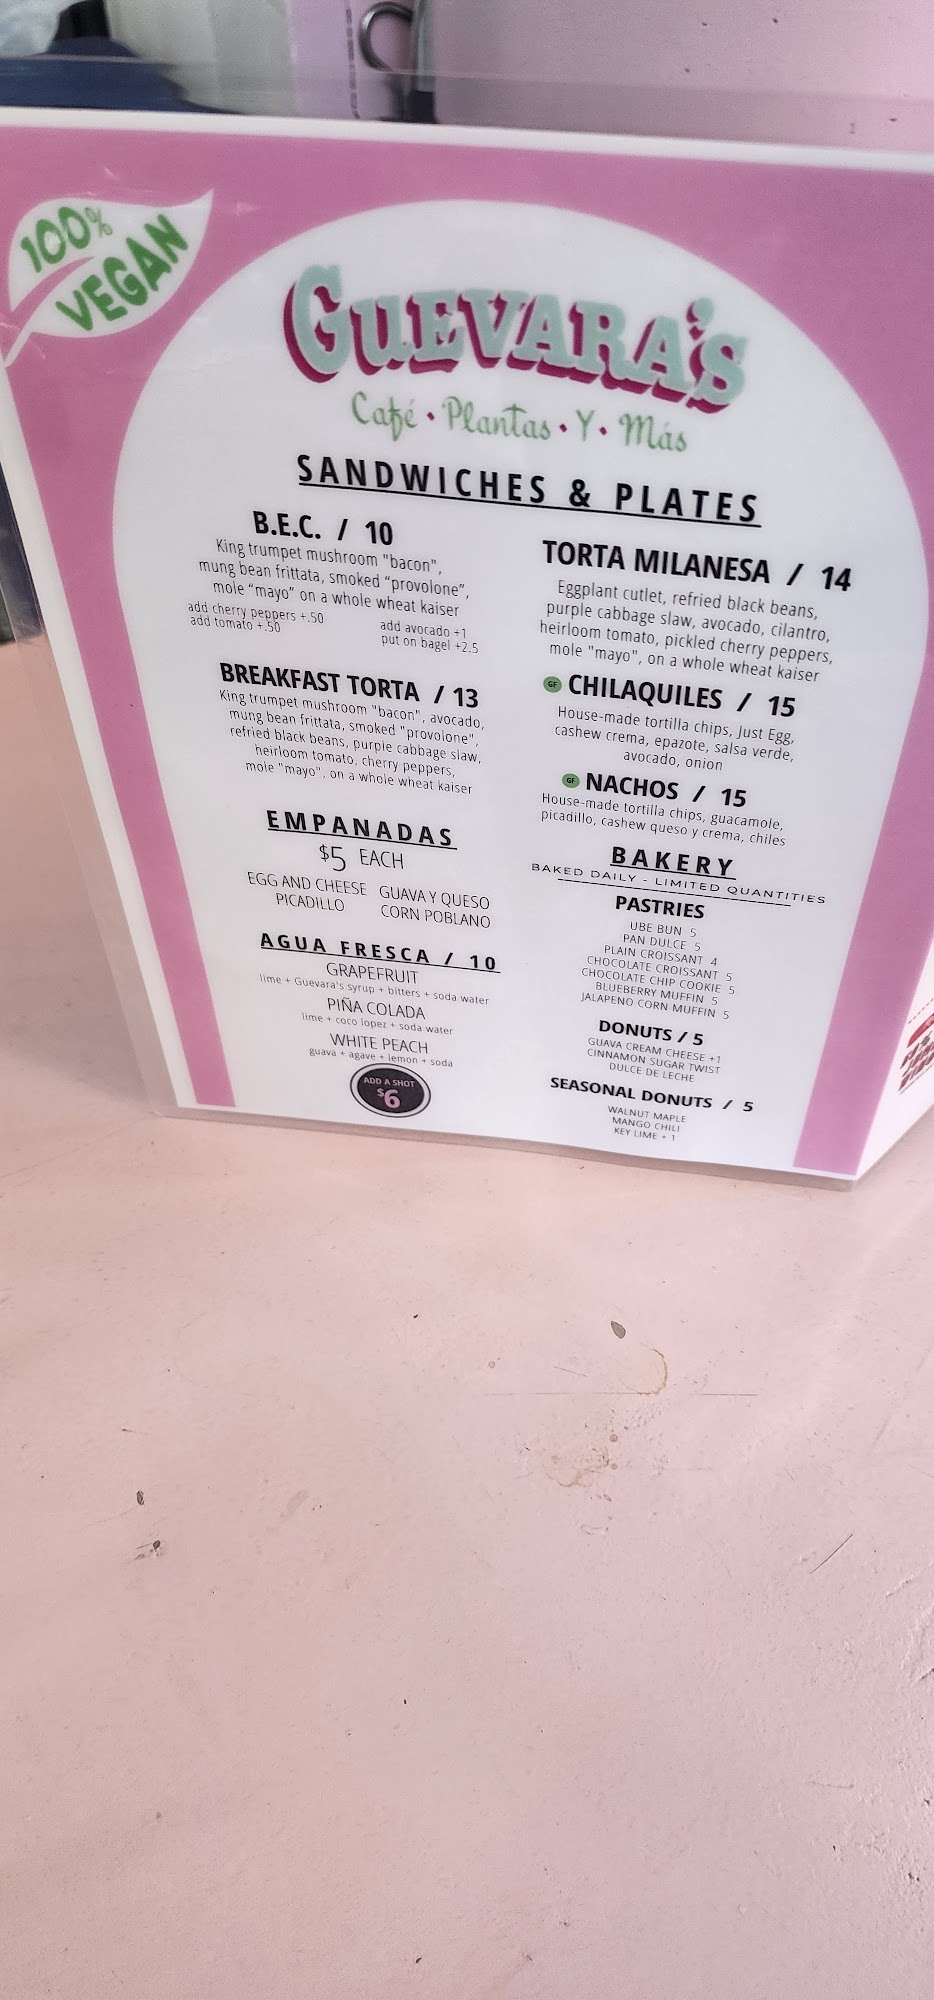 100%
VEGAN
GUEVARA'S
Café • Plantas • Y • Más
SANDWICHES & PLATES
B.E.C. / 10
King trumpet mushroom "bacon",
mung bean frittata, smoked "provolone",
mole "mayo" on a whole wheat kaiser
add cherry peppers +.50
add tomato +.50
add avocado +1
put on bagel +2.5
BREAKFAST TORTA / 13
King trumpet mushroom "bacon", avocado,
mung bean frittata, smoked "provolone",
refried black beans, purple cabbage slaw,
heirloom tomato, cherry peppers,
mole "mayo", on a whole wheat kaiser
EMPANADAS
$5 EACH
EGG AND CHEESE
PICADILLO
GUAVA Y QUESO
CORN POBLANO
AGUA FRESCA / 10
GRAPEFRUIT
lime + Guevara's syrup + bitters + soda water
PIÑA COLADA
lime + coco lopez + soda water
WHITE PEACH
guava + agave + lemon + soda
ADD A SHOT
$6
TORTA MILANESA / 14
Eggplant cutlet, refried black beans,
purple cabbage slaw, avocado, cilantro,
heirloom tomato, pickled cherry peppers,
mole "mayo", on a whole wheat kaiser
GF CHILAQUILES / 15
House-made tortilla chips, Just Egg,
cashew crema, epazote, salsa verde,
avocado, onion
GF NACHOS / 15
House-made tortilla chips, guacamole,
picadillo, cashew queso y crema, chiles
BAKERY
BAKED DAILY - LIMITED QUANTITIES
PASTRIES
UBE BUN 5
PAN DULCE 5
PLAIN CROISSANT 4
CHOCOLATE CROISSANT 5
CHOCOLATE CHIP COOKIE 5
BLUEBERRY MUFFIN 5
JALAPENO CORN MUFFIN 5
DONUTS / 5
GUAVA CREAM CHEESE +1
CINNAMON SUGAR TWIST
DULCE DE LECHE
SEASONAL DONUTS / 5
WALNUT MAPLE
MANGO CHILI
KEY LIME + 1